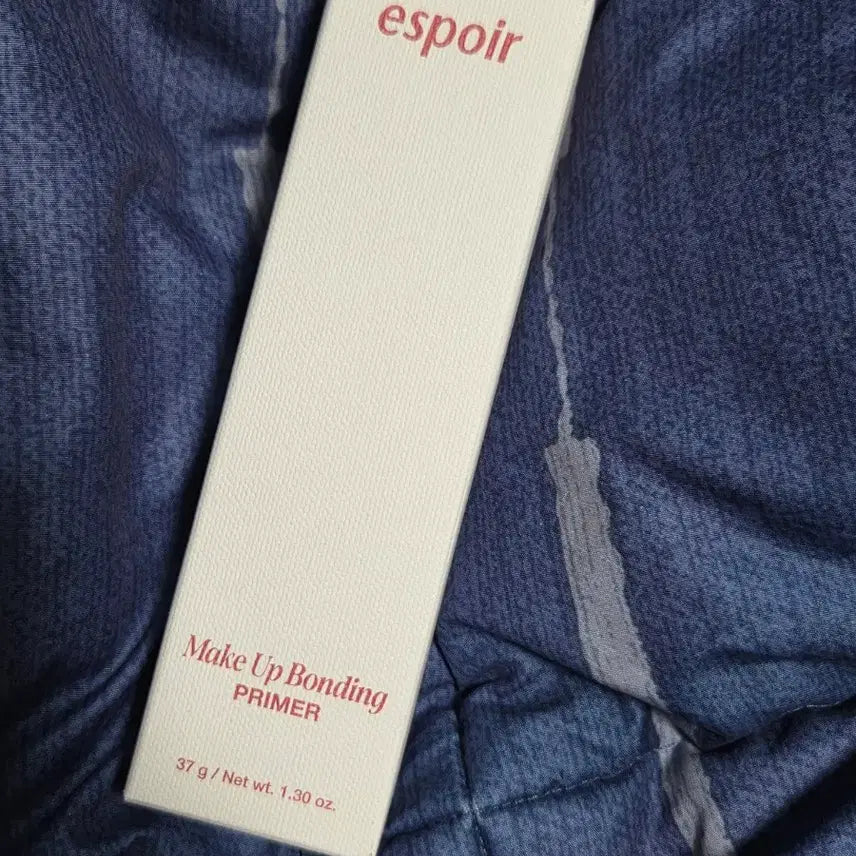 espoir
Make Up Bonding
PRIMER
37 g / Net wt. 1.30 oz.